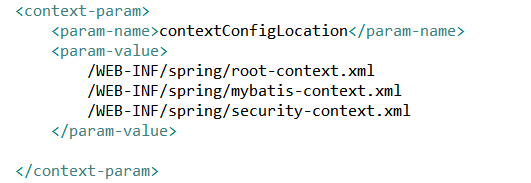 <context-param>
    <param-name>contextConfigLocation</param-name>
    <param-value>
        /WEB-INF/spring/root-context.xml
        /WEB-INF/spring/mybatis-context.xml
        /WEB-INF/spring/security-context.xml
    </param-value>

</context-param>